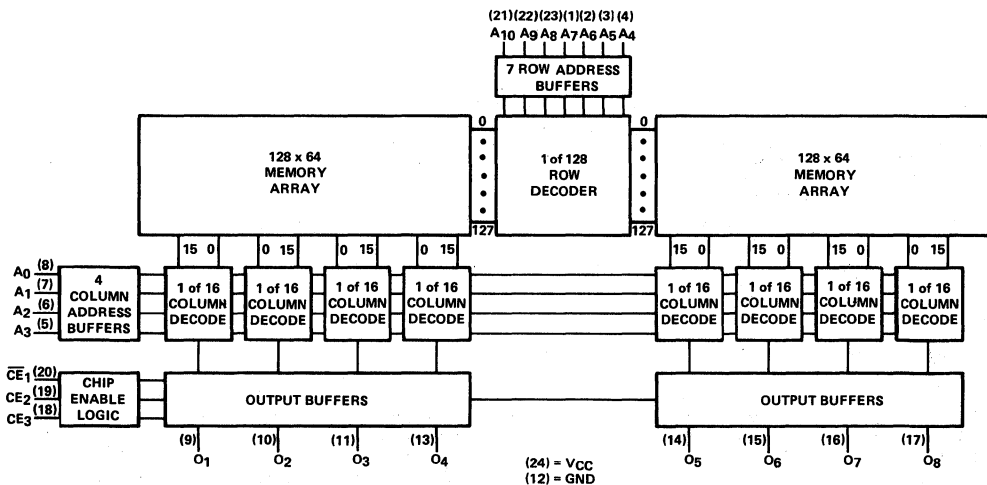 (21) (22) (23) (1) (2) (3) (4)
A10 A9 A8 A7 A6 A5 A4
7 ROW ADDRESS
BUFFERS
128 x 64
MEMORY
ARRAY
0
127
1 of 128
ROW
DECODER
0
127
128 x 64
MEMORY
ARRAY
15 0
0 15
0 15
0 15
15 0
0 15
15 0
0 15
A0 (8)
A1 (7)
A2 (6)
A3 (5)
4
COLUMN
ADDRESS
BUFFERS
1 of 16
COLUMN
DECODE
1 of 16
COLUMN
DECODE
1 of 16
COLUMN
DECODE
1 of 16
COLUMN
DECODE
1 of 16
COLUMN
DECODE
1 of 16
COLUMN
DECODE
1 of 16
COLUMN
DECODE
1 of 16
COLUMN
DECODE
C̅E̅1 (20)
CE2 (19)
CE3 (18)
CHIP
ENABLE
LOGIC
OUTPUT BUFFERS
OUTPUT BUFFERS
(9) (10) (11) (13) (14) (15) (16) (17)
O1 O2 O3 O4 O5 O6 O7 O8
(24) = VCC
(12) = GND